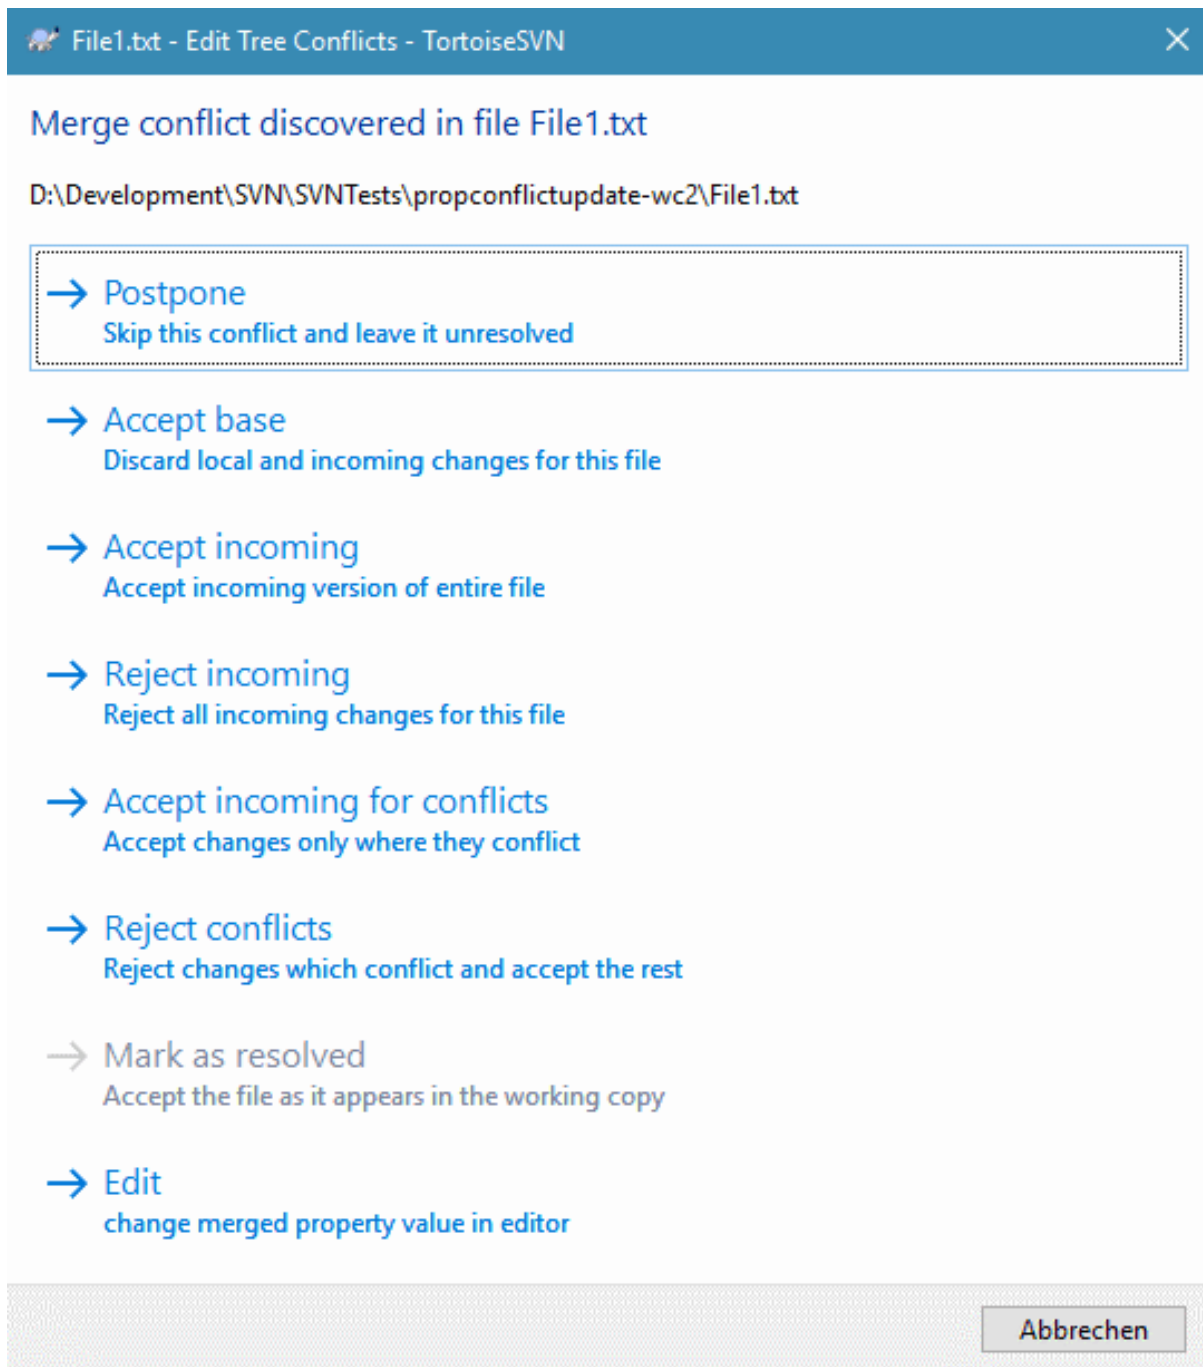 File1.txt - Edit Tree Conflicts - TortoiseSVN
Merge conflict discovered in file File1.txt
D:\Development\SVN\SVNTests\propconflictupdate-wc2\File1.txt
Postpone
Skip this conflict and leave it unresolved
Accept base
Discard local and incoming changes for this file
Accept incoming
Accept incoming version of entire file
Reject incoming
Reject all incoming changes for this file
Accept incoming for conflicts
Accept changes only where they conflict
Reject conflicts
Reject changes which conflict and accept the rest
Mark as resolved
Accept the file as it appears in the working copy
Edit
change merged property value in editor
Abbrechen